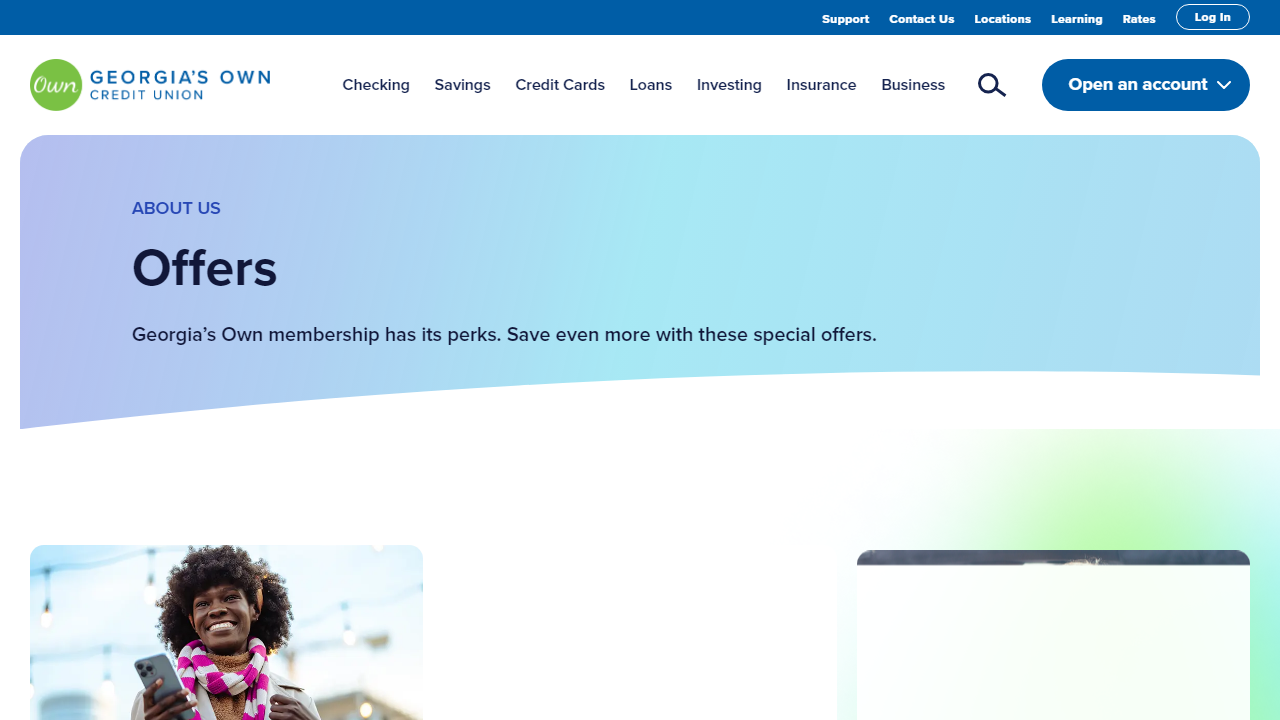 Support Contact Us Locations Learning Rates Log In
Own GEORGIA'S OWN
CREDIT UNION
Checking Savings Credit Cards Loans Investing Insurance Business Open an account
ABOUT US
Offers
Georgia’s Own membership has its perks. Save even more with these special offers.